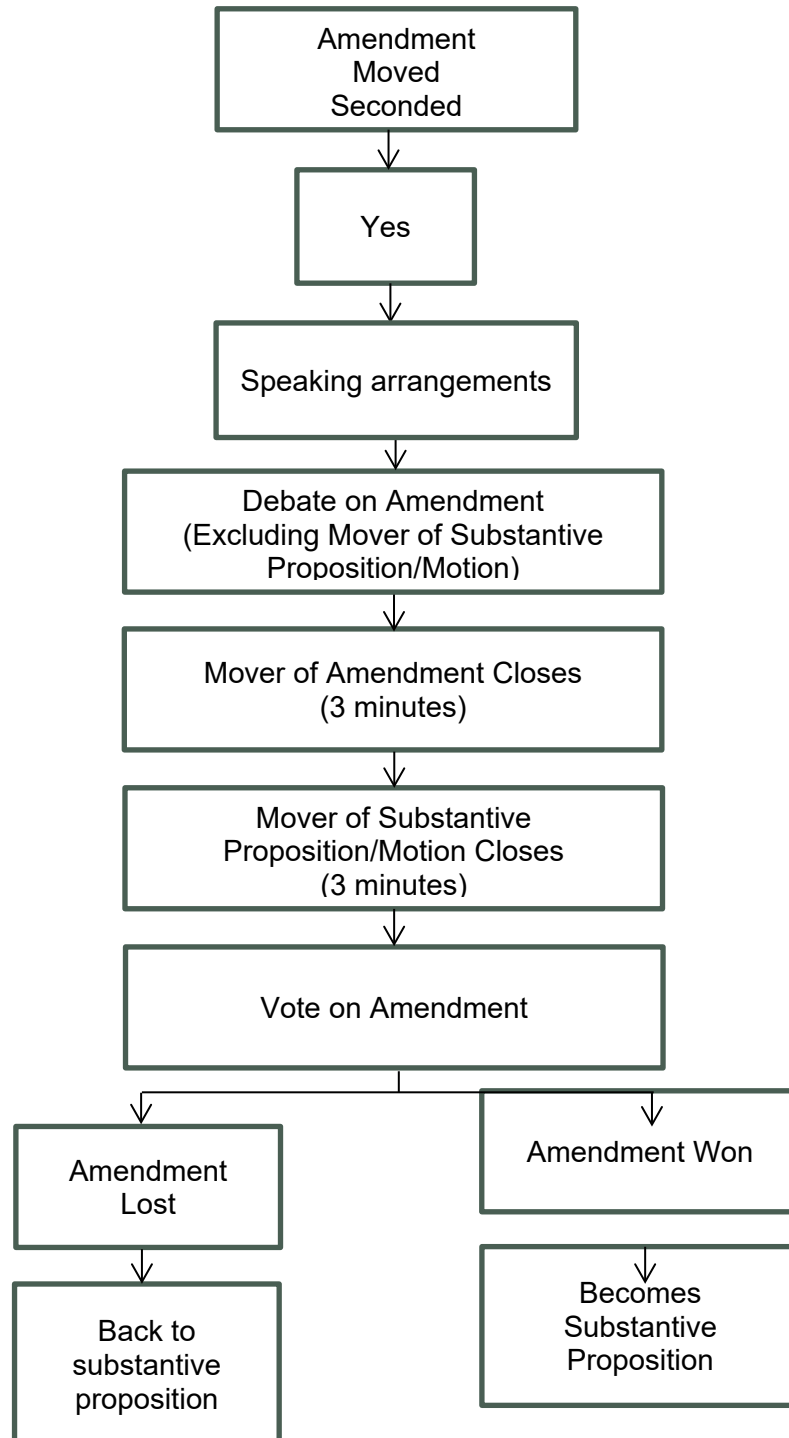 Amendment
Moved
Seconded
Yes
Speaking arrangements
Debate on Amendment
(Excluding Mover of Substantive
Proposition/Motion)
Mover of Amendment Closes
(3 minutes)
Mover of Substantive
Proposition/Motion Closes
(3 minutes)
Vote on Amendment
Amendment
Lost
Amendment Won
Back to
substantive
proposition
Becomes
Substantive
Proposition